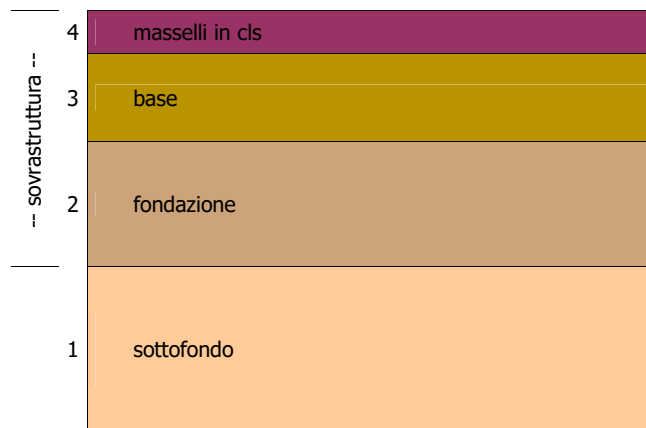 4 masselli in cls
3 base
-- sovrastruttura --
2 fondazione
1 sottofondo